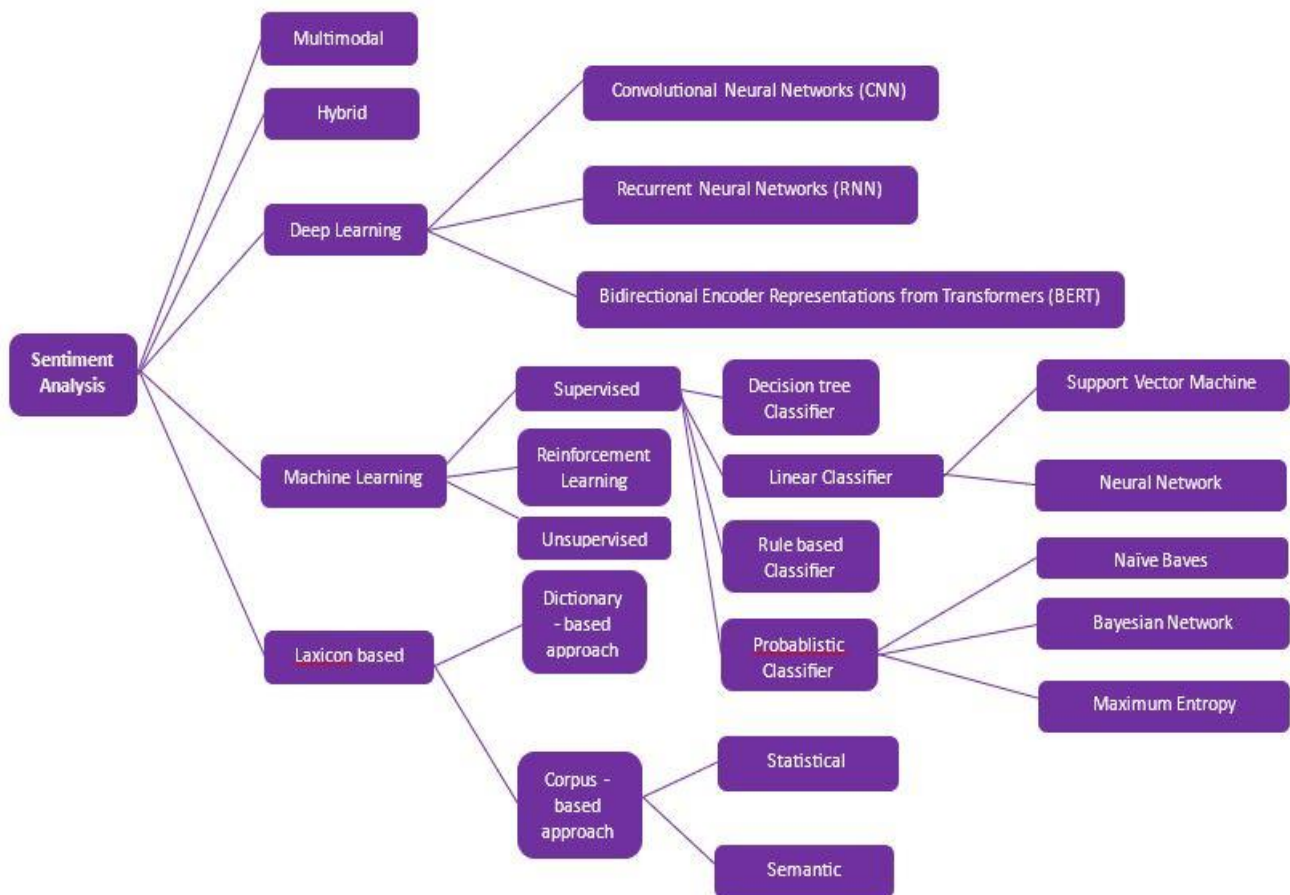 Multimodal
Hybrid
Deep Learning
Convolutional Neural Networks (CNN)
Recurrent Neural Networks (RNN)
Bidirectional Encoder Representations from Transformers (BERT)
Sentiment
Analysis
Machine Learning
Supervised
Reinforcement
Learning
Unsupervised
Decision tree
Classifier
Linear Classifier
Rule based
Classifier
Probablistic
Classifier
Support Vector Machine
Neural Network
Naïve Baves
Bayesian Network
Maximum Entropy
Laxicon based
Dictionary
- based
approach
Corpus -
based
approach
Statistical
Semantic